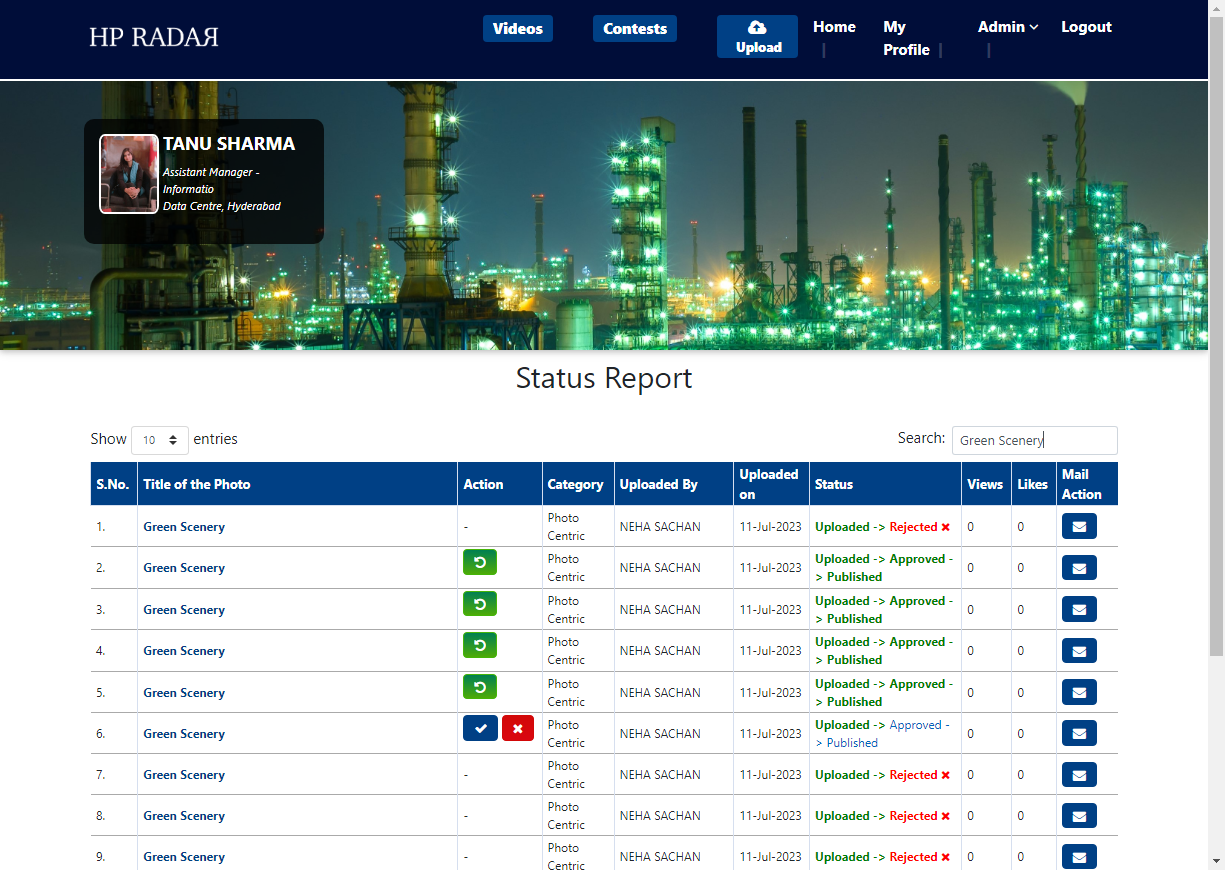 HP RADAЯ
Videos
Contests
Upload
Home
|
My
Profile |
Admin
|
Logout
TANU SHARMA
Assistant Manager -
Informatio
Data Centre, Hyderabad
Status Report
Show 10 entries
Search: Green Scenery
S.No. Title of the Photo Action Category Uploaded By Uploaded on Status Views Likes Mail Action
1. Green Scenery - Photo Centric NEHA SACHAN 11-Jul-2023 Uploaded -> Rejected ✖ 0 0
2. Green Scenery Photo Centric NEHA SACHAN 11-Jul-2023 Uploaded -> Approved -> Published 0 0
3. Green Scenery Photo Centric NEHA SACHAN 11-Jul-2023 Uploaded -> Approved -> Published 0 0
4. Green Scenery Photo Centric NEHA SACHAN 11-Jul-2023 Uploaded -> Approved -> Published 0 0
5. Green Scenery Photo Centric NEHA SACHAN 11-Jul-2023 Uploaded -> Approved -> Published 0 0
6. Green Scenery Photo Centric NEHA SACHAN 11-Jul-2023 Uploaded -> Approved -> Published 0 0
7. Green Scenery - Photo Centric NEHA SACHAN 11-Jul-2023 Uploaded -> Rejected ✖ 0 0
8. Green Scenery - Photo Centric NEHA SACHAN 11-Jul-2023 Uploaded -> Rejected ✖ 0 0
9. Green Scenery - Photo Centric NEHA SACHAN 11-Jul-2023 Uploaded -> Rejected ✖ 0 0